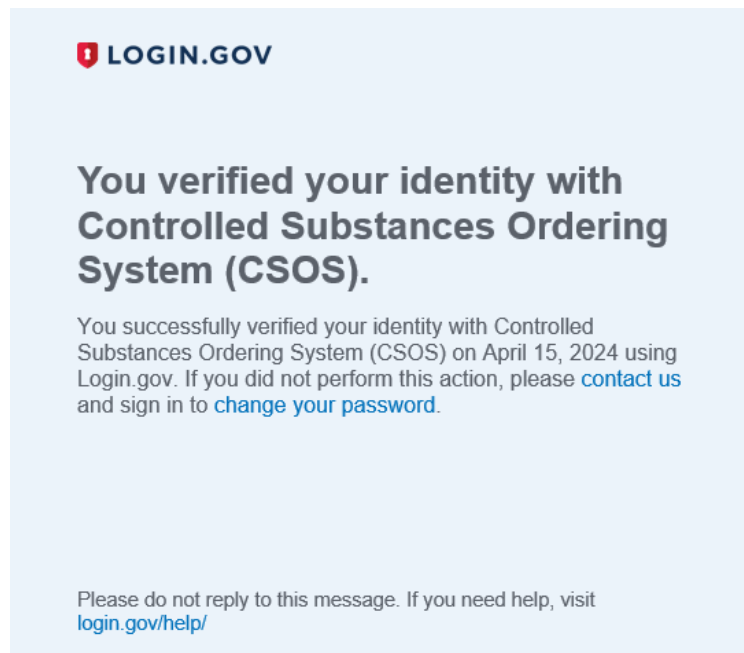 LOGIN.GOV
You verified your identity with
Controlled Substances Ordering
System (CSOS).
You successfully verified your identity with Controlled
Substances Ordering System (CSOS) on April 15, 2024 using
Login.gov. If you did not perform this action, please contact us
and sign in to change your password.
Please do not reply to this message. If you need help, visit
login.gov/help/